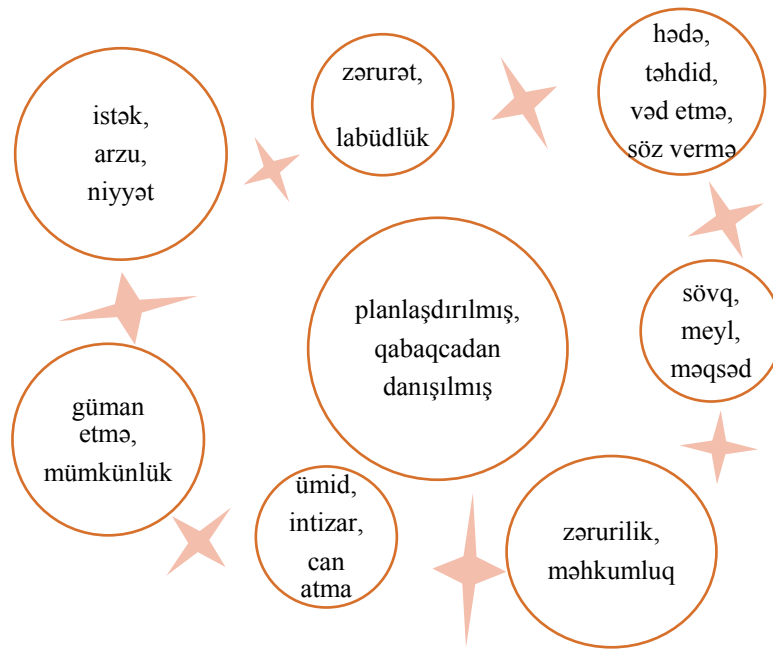 istək,
arzu,
niyyət
zərurət,
labüdlük
hədə,
təhdid,
vəd etmə,
söz vermə
planlaşdırılmış,
qabaqcadan
danışılmış
sövq,
meyl,
məqsəd
güman
etmə,
mümkünlük
ümid,
intizar,
can
atma
zərurilik,
məhkumluq